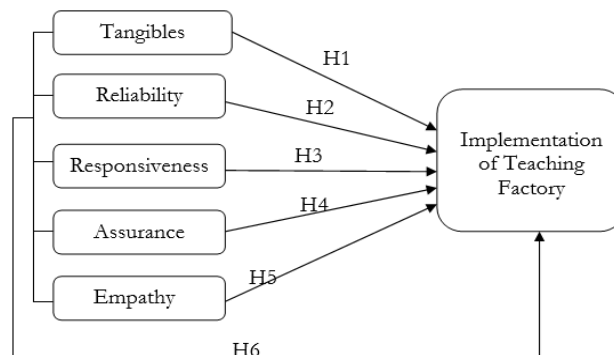 Tangibles
H1
Reliability
H2
Implementation
of Teaching
Factory
Responsiveness
H3
Assurance
H4
Empathy
H5
H6